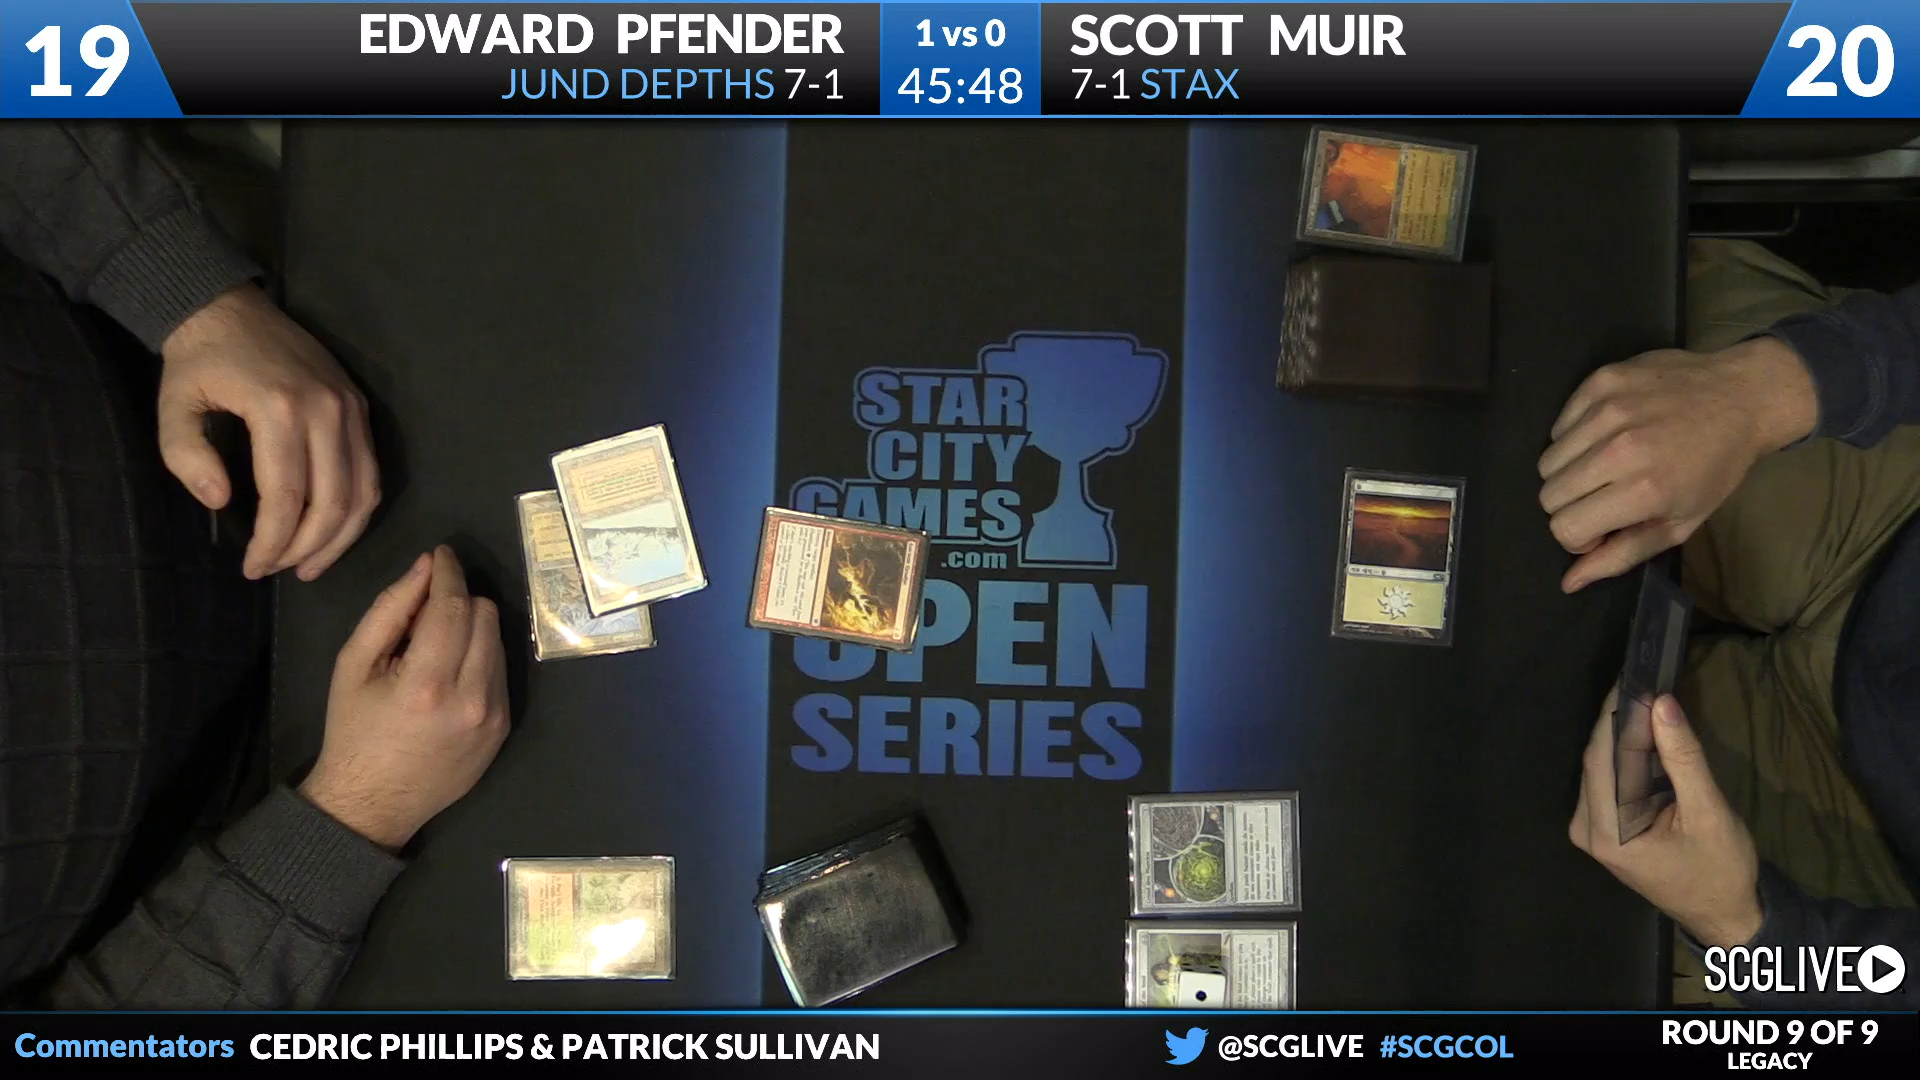 19
EDWARD PFENDER
JUND DEPTHS 7-1
1 vs 0
45:48
SCOTT MUIR
7-1 STAX
20
STAR
CITY
GAMES
.com
OPEN
SERIES
SCGLIVE
Commentators CEDRIC PHILLIPS & PATRICK SULLIVAN
@SCGLIVE #SCGCOL
ROUND 9 OF 9
LEGACY